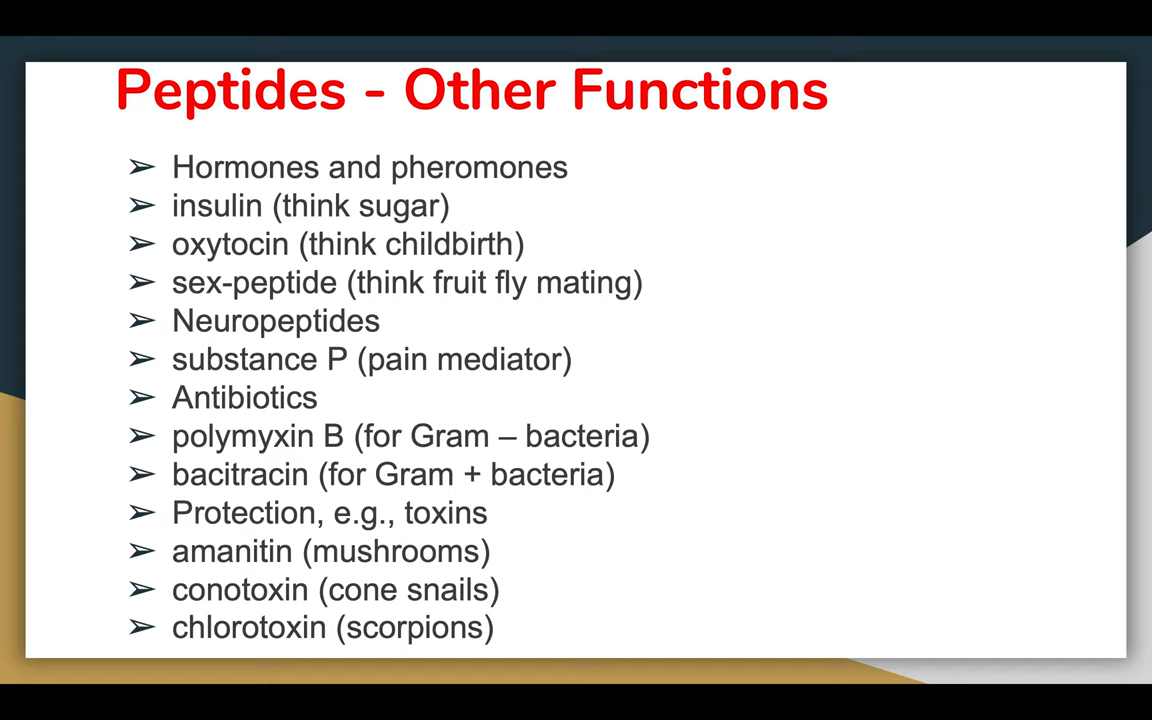 Peptides - Other Functions
➢ Hormones and pheromones
➢ insulin (think sugar)
➢ oxytocin (think childbirth)
➢ sex-peptide (think fruit fly mating)
➢ Neuropeptides
➢ substance P (pain mediator)
➢ Antibiotics
➢ polymyxin B (for Gram – bacteria)
➢ bacitracin (for Gram + bacteria)
➢ Protection, e.g., toxins
➢ amanitin (mushrooms)
➢ conotoxin (cone snails)
➢ chlorotoxin (scorpions)